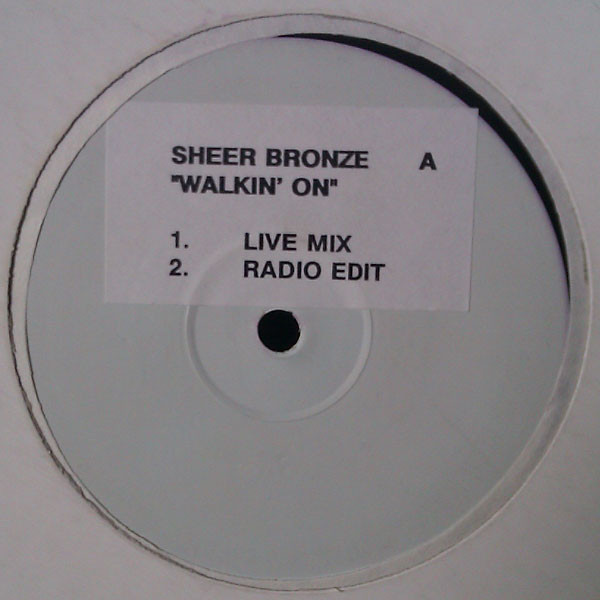 SHEER BRONZE A
"WALKIN' ON"
1. LIVE MIX
2. RADIO EDIT